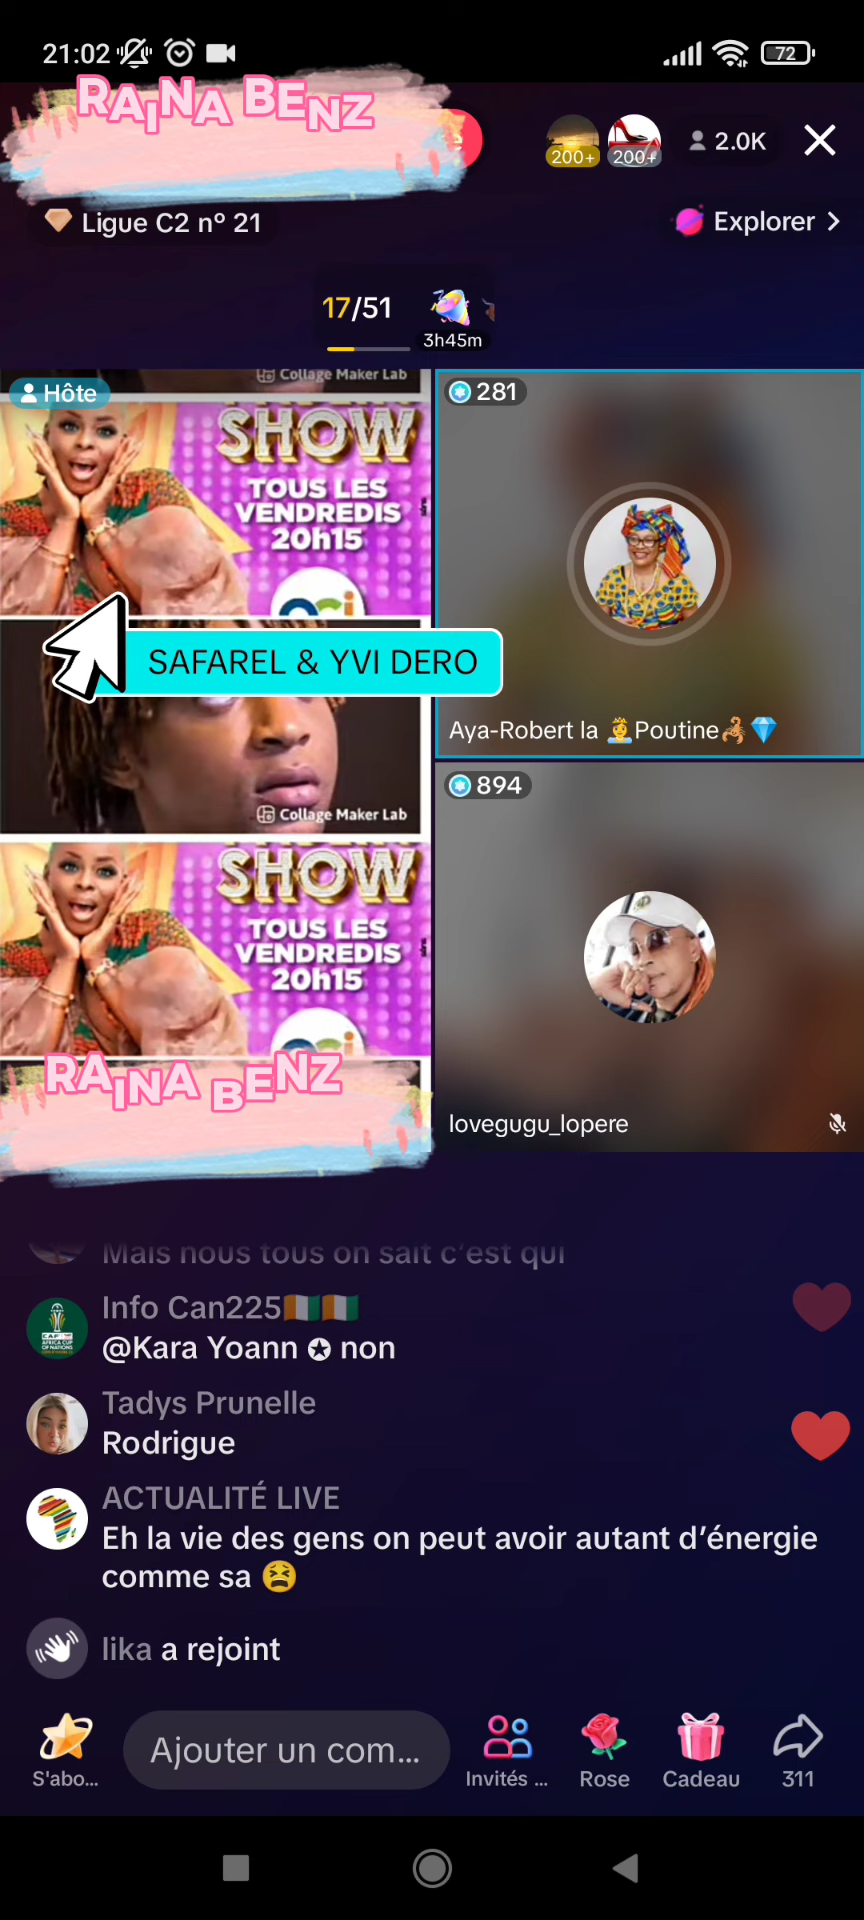 21:02
72
RAINA BENZ
200+
200+
2.0K
Ligue C2 nº 21
Explorer
17/51
3h45m
Collage Maker Lab
Hôte
281
SHOW
TOUS LES
VENDREDIS
20h15
SAFAREL & YVI DERO
Aya-Robert la 👸Poutine🦂💎
Collage Maker Lab
894
SHOW
TOUS LES
VENDREDIS
20h15
RAINA BENZ
lovegugu_lopere
Mais nous tous on sait c'est qui
Info Can225🇨🇮🇨🇮
@Kara Yoann ✪ non
Tadys Prunelle
Rodrigue
ACTUALITÉ LIVE
Eh la vie des gens on peut avoir autant d'énergie
comme sa 😫
lika a rejoint
Ajouter un com...
S'abo...
Invités ...
Rose
Cadeau
311